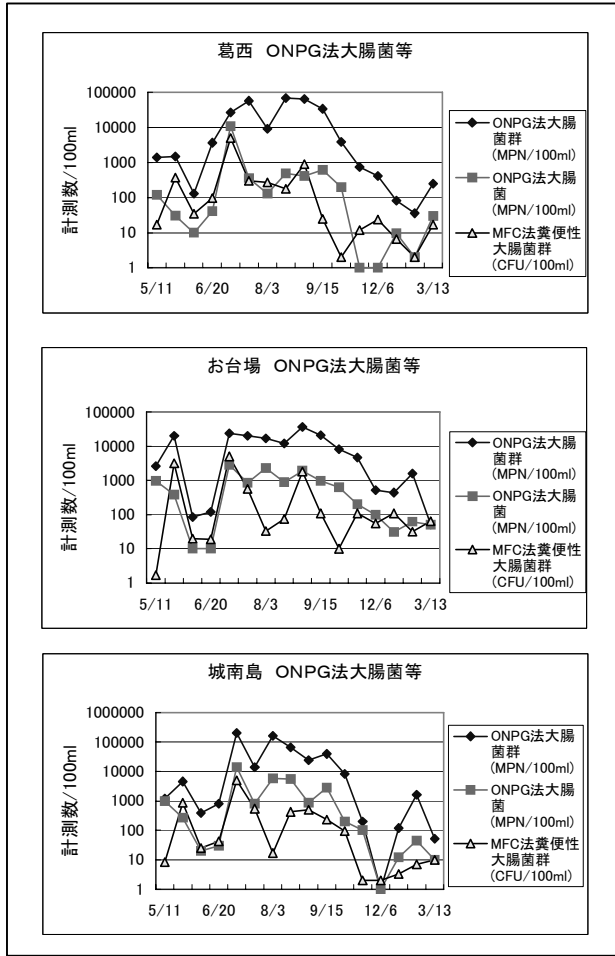 葛西 ONPG法大腸菌等
計測数/100ml
100000
10000
1000
100
10
1
5/11
6/20
8/3
9/15
12/6
3/13
ONPG法大腸
菌群
(MPN/100ml)
ONPG法大腸
菌
(MPN/100ml)
MFC法糞便性
大腸菌群
(CFU/100ml)
お台場 ONPG法大腸菌等
計測数/100ml
100000
10000
1000
100
10
1
5/11
6/20
8/3
9/15
12/6
3/13
ONPG法大腸
菌群
(MPN/100ml)
ONPG法大腸
菌
(MPN/100ml)
MFC法糞便性
大腸菌群
(CFU/100ml)
城南島 ONPG法大腸菌等
計測数/100ml
1000000
100000
10000
1000
100
10
1
5/11
6/20
8/3
9/15
12/6
3/13
ONPG法大腸
菌群
(MPN/100ml)
ONPG法大腸
菌
(MPN/100ml)
MFC法糞便性
大腸菌群
(CFU/100ml)